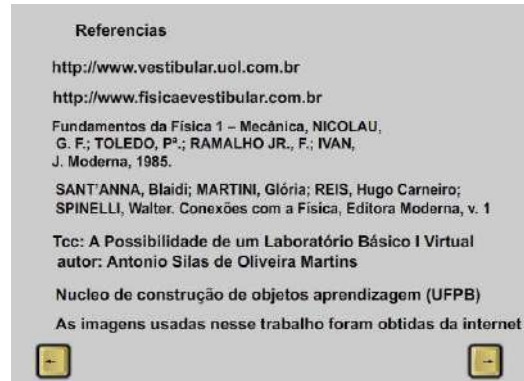 Referencias
http://www.vestibular.uol.com.br
http://www.fisicaevestibular.com.br
Fundamentos da Física 1 – Mecânica, NICOLAU,
G. F.; TOLEDO, Pª.; RAMALHO JR., F.; IVAN,
J. Moderna, 1985.
SANT'ANNA, Blaidi; MARTINI, Glória; REIS, Hugo Carneiro;
SPINELLI, Walter. Conexões com a Física, Editora Moderna, v. 1
Tcc: A Possibilidade de um Laboratório Básico I Virtual
autor: Antonio Silas de Oliveira Martins
Nucleo de construção de objetos aprendizagem (UFPB)
As imagens usadas nesse trabalho foram obtidas da internet